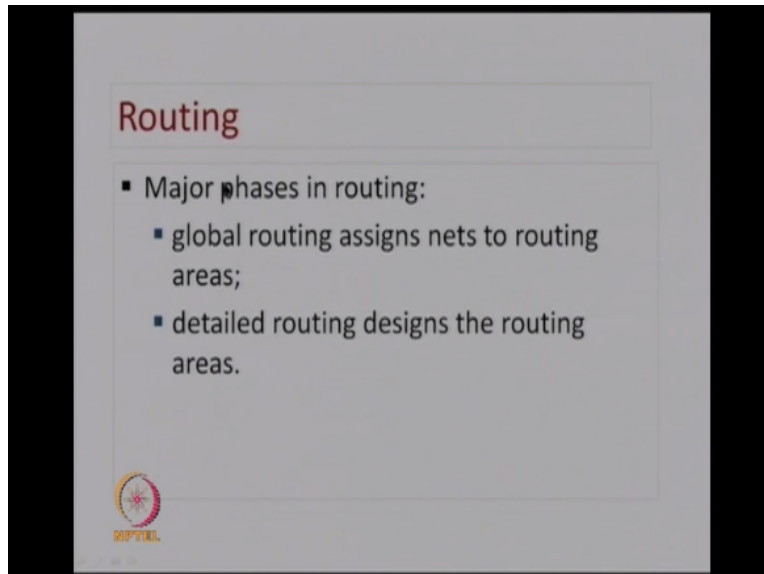 Routing
▪ Major phases in routing:
▪ global routing assigns nets to routing
areas;
▪ detailed routing designs the routing
areas.
NPTEL